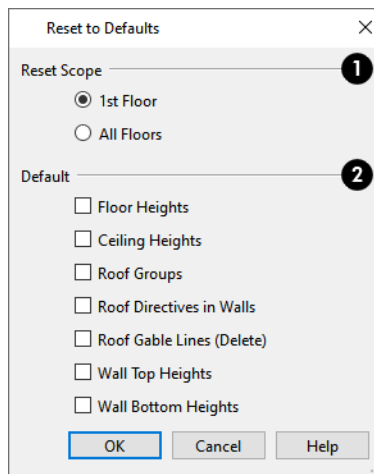 Reset to Defaults
Reset Scope 1
1st Floor
All Floors
Default 2
Floor Heights
Ceiling Heights
Roof Groups
Roof Directives in Walls
Roof Gable Lines (Delete)
Wall Top Heights
Wall Bottom Heights
OK Cancel Help